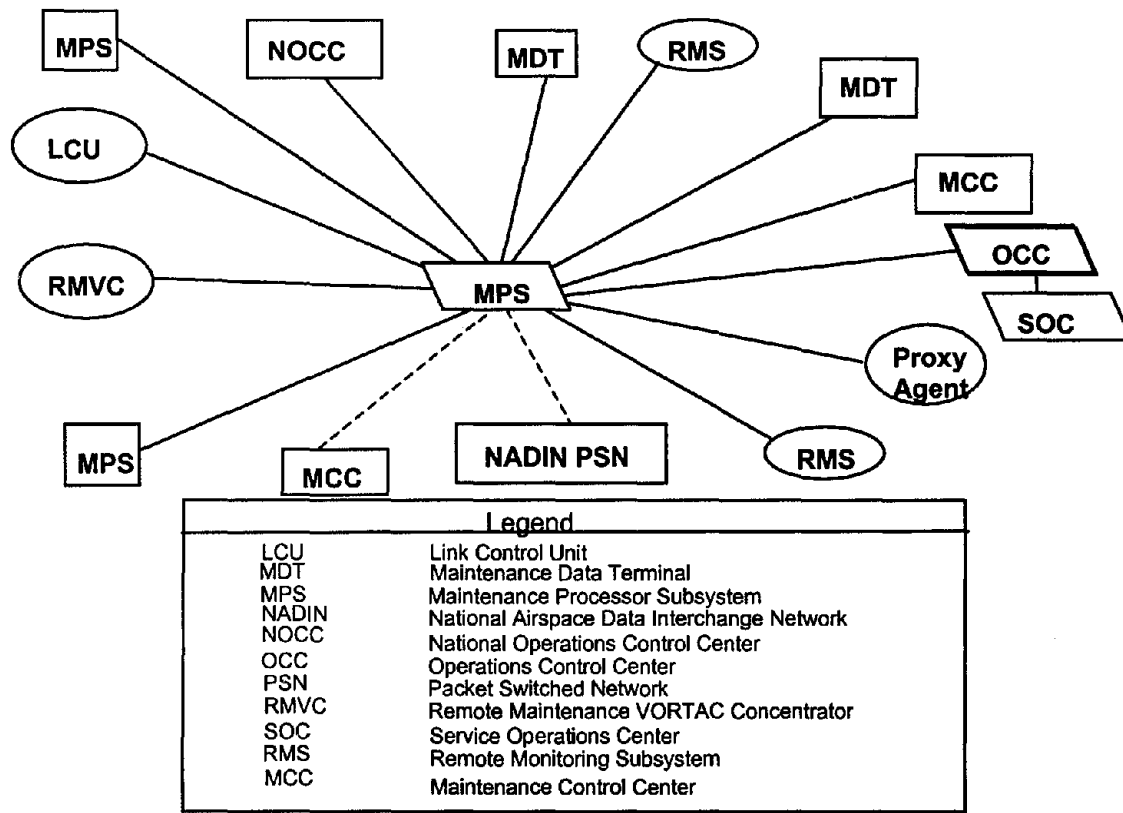 MPS
NOCC
MDT
RMS
MDT
LCU
MCC
OCC
RMVC
MPS
SOC
Proxy
Agent
MPS
MCC
NADIN PSN
RMS
Legend
LCU Link Control Unit
MDT Maintenance Data Terminal
MPS Maintenance Processor Subsystem
NADIN National Airspace Data Interchange Network
NOCC National Operations Control Center
OCC Operations Control Center
PSN Packet Switched Network
RMVC Remote Maintenance VORTAC Concentrator
SOC Service Operations Center
RMS Remote Monitoring Subsystem
MCC Maintenance Control Center